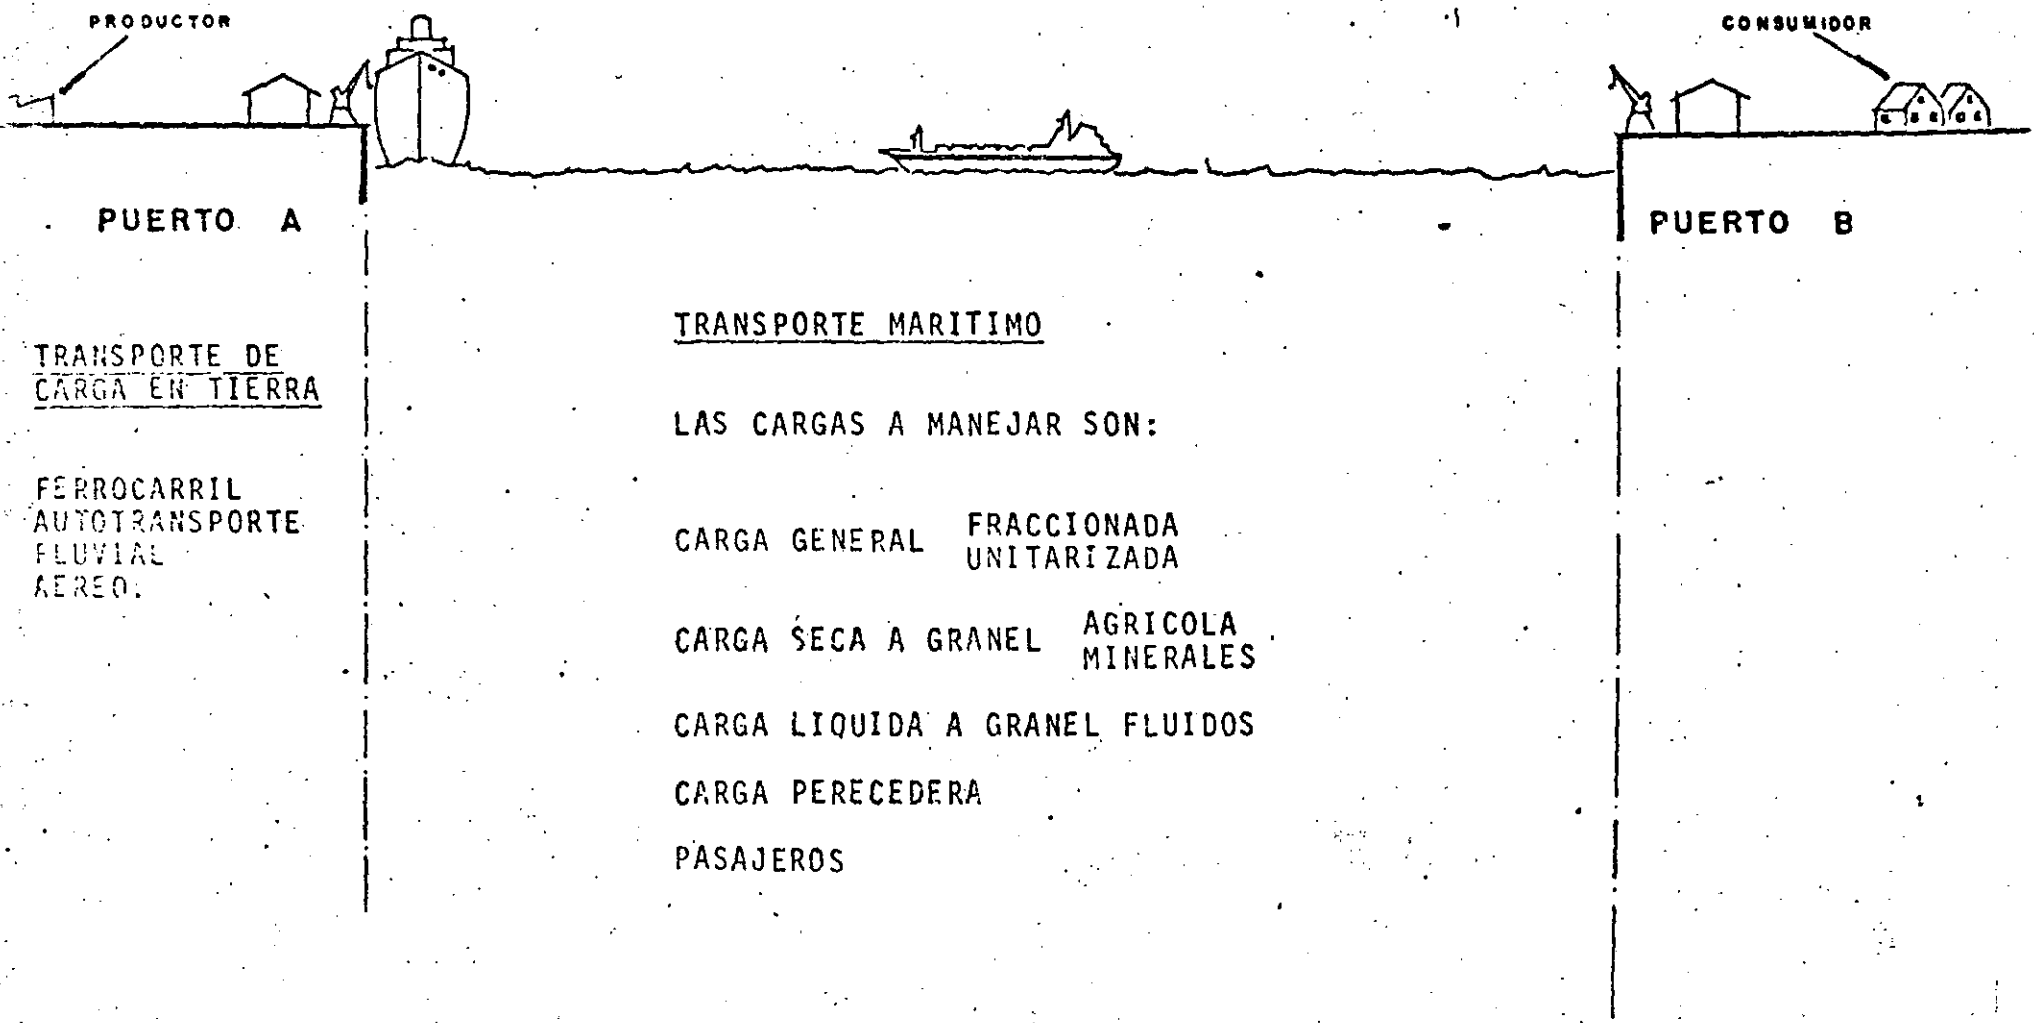 PRODUCTOR
CONSUMIDOR
PUERTO A
PUERTO B
TRANSPORTE DE
CARGA EN TIERRA
FERROCARRIL
AUTOTRANSPORTE
FLUVIAL
AEREO.
TRANSPORTE MARITIMO
LAS CARGAS A MANEJAR SON:
CARGA GENERAL FRACCIONADA
UNITARIZADA
CARGA SECA A GRANEL AGRICOLA
MINERALES
CARGA LIQUIDA A GRANEL FLUIDOS
CARGA PERECEDERA
PASAJEROS